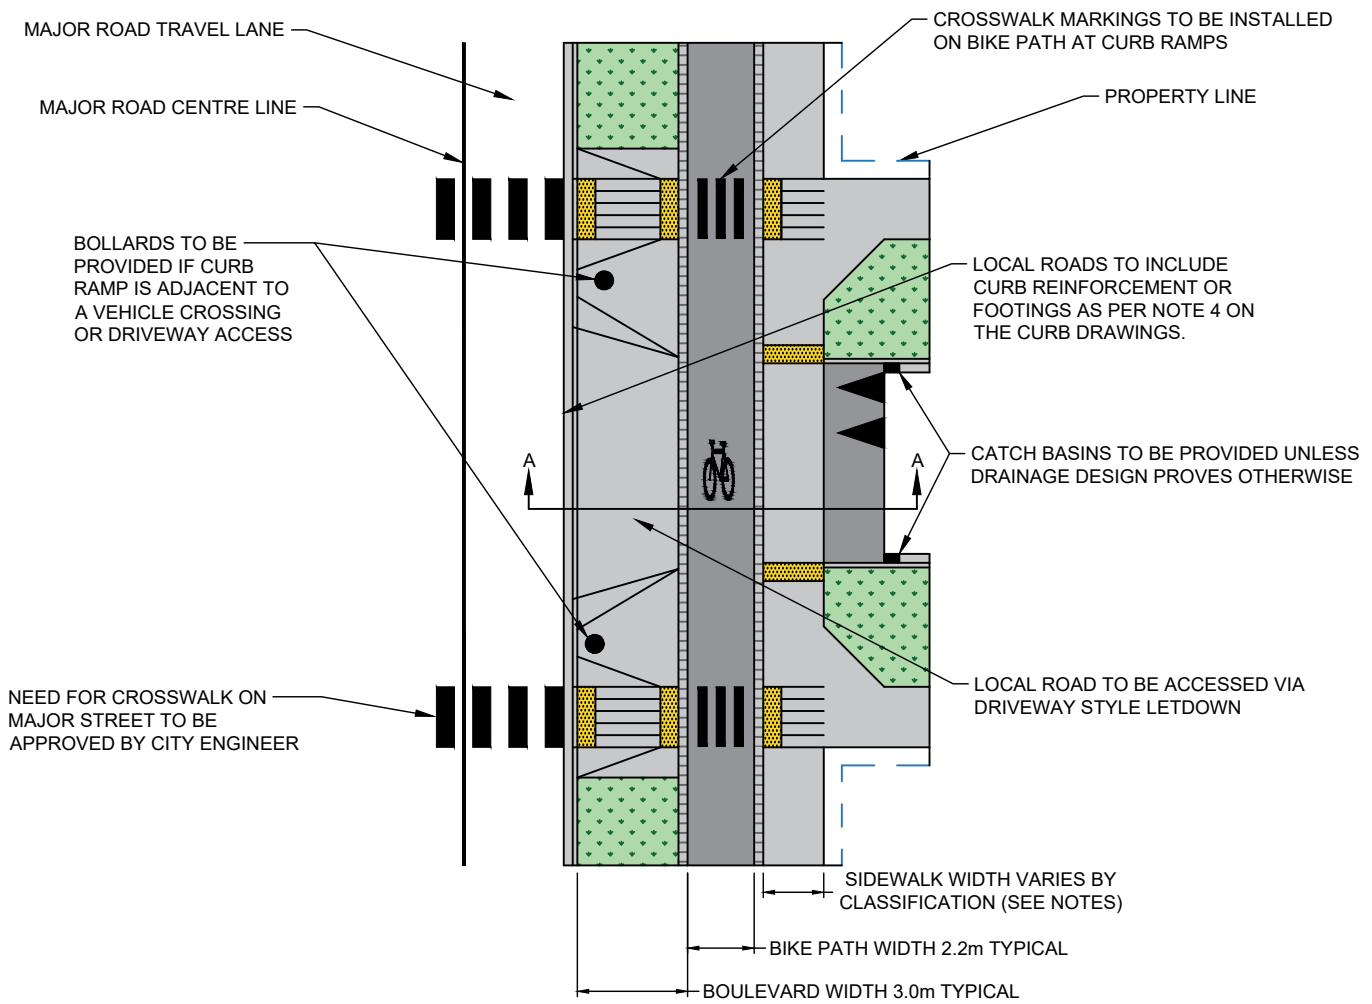 MAJOR ROAD TRAVEL LANE
MAJOR ROAD CENTRE LINE
BOLLARDS TO BE
PROVIDED IF CURB
RAMP IS ADJACENT TO
A VEHICLE CROSSING
OR DRIVEWAY ACCESS
NEED FOR CROSSWALK ON
MAJOR STREET TO BE
APPROVED BY CITY ENGINEER
CROSSWALK MARKINGS TO BE INSTALLED
ON BIKE PATH AT CURB RAMPS
PROPERTY LINE
LOCAL ROADS TO INCLUDE
CURB REINFORCEMENT OR
FOOTINGS AS PER NOTE 4 ON
THE CURB DRAWINGS.
A
A
CATCH BASINS TO BE PROVIDED UNLESS
DRAINAGE DESIGN PROVES OTHERWISE
LOCAL ROAD TO BE ACCESSED VIA
DRIVEWAY STYLE LETDOWN
SIDEWALK WIDTH VARIES BY
CLASSIFICATION (SEE NOTES)
BIKE PATH WIDTH 2.2m TYPICAL
BOULEVARD WIDTH 3.0m TYPICAL